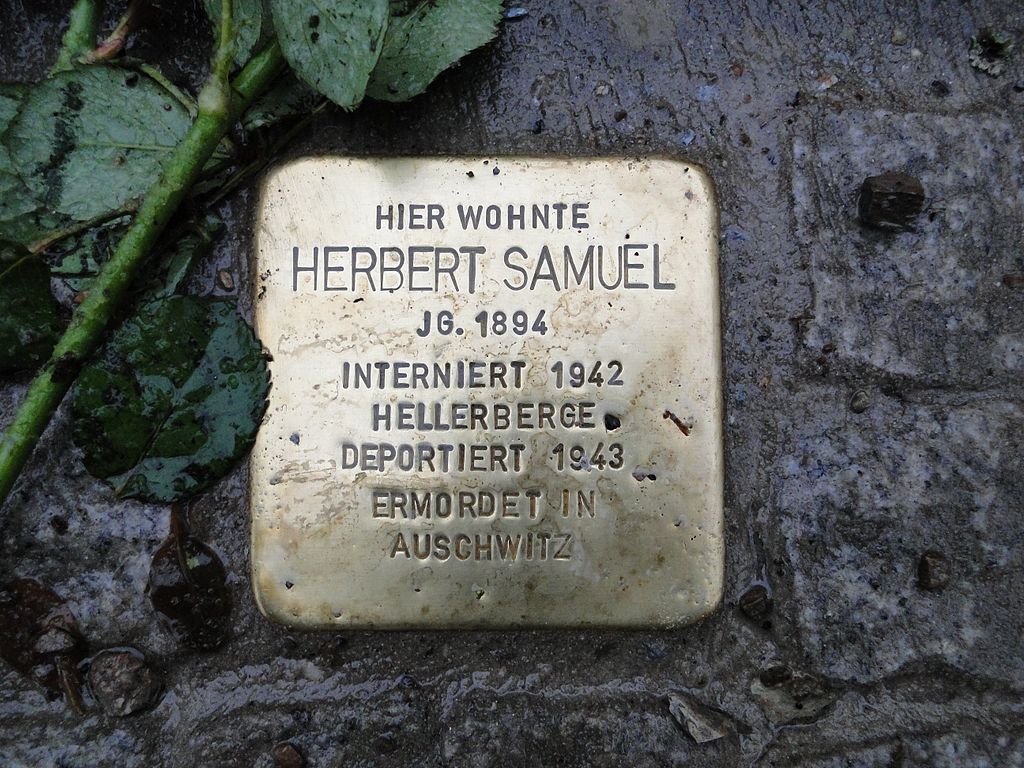 HIER WOHNTE
HERBERT SAMUEL
JG. 1894
INTERNIERT 1942
HELLERBERGE
DEPORTIERT 1943
ERMORDET IN
AUSCHWITZ